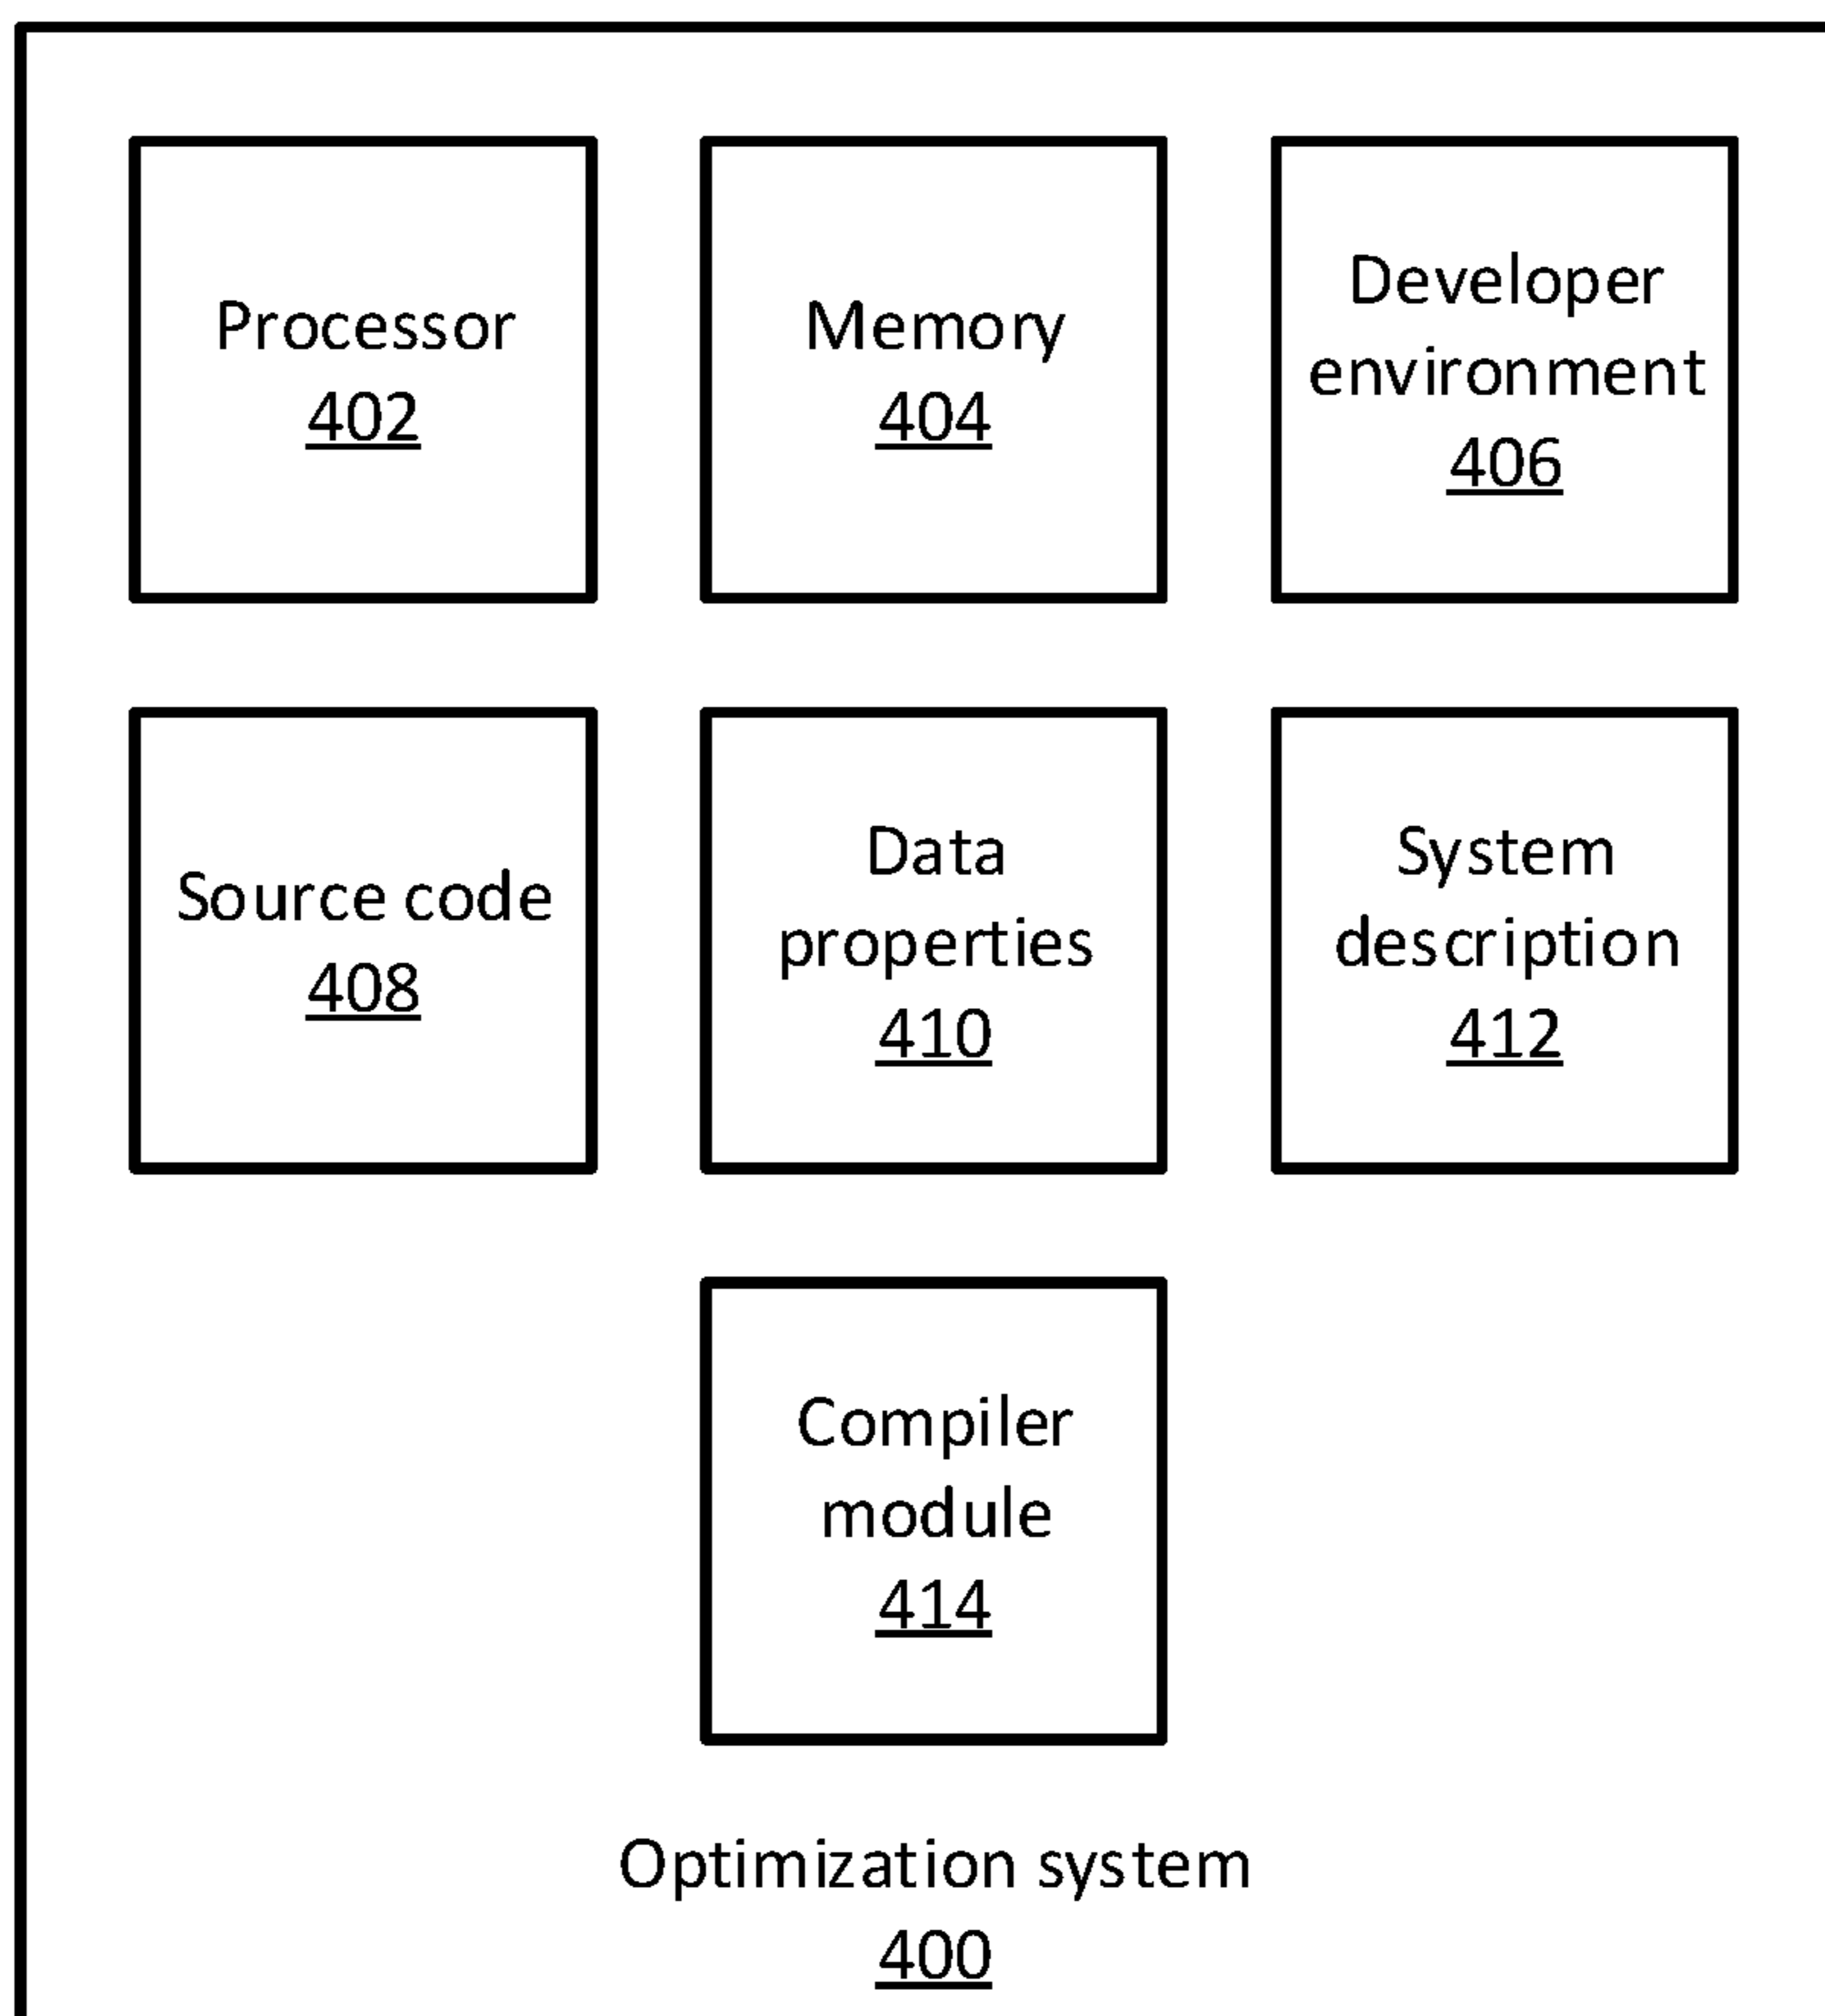 Processor
402
Memory
404
Developer
environment
406
Source code
408
Data
properties
410
System
description
412
Compiler
module
414
Optimization system
400